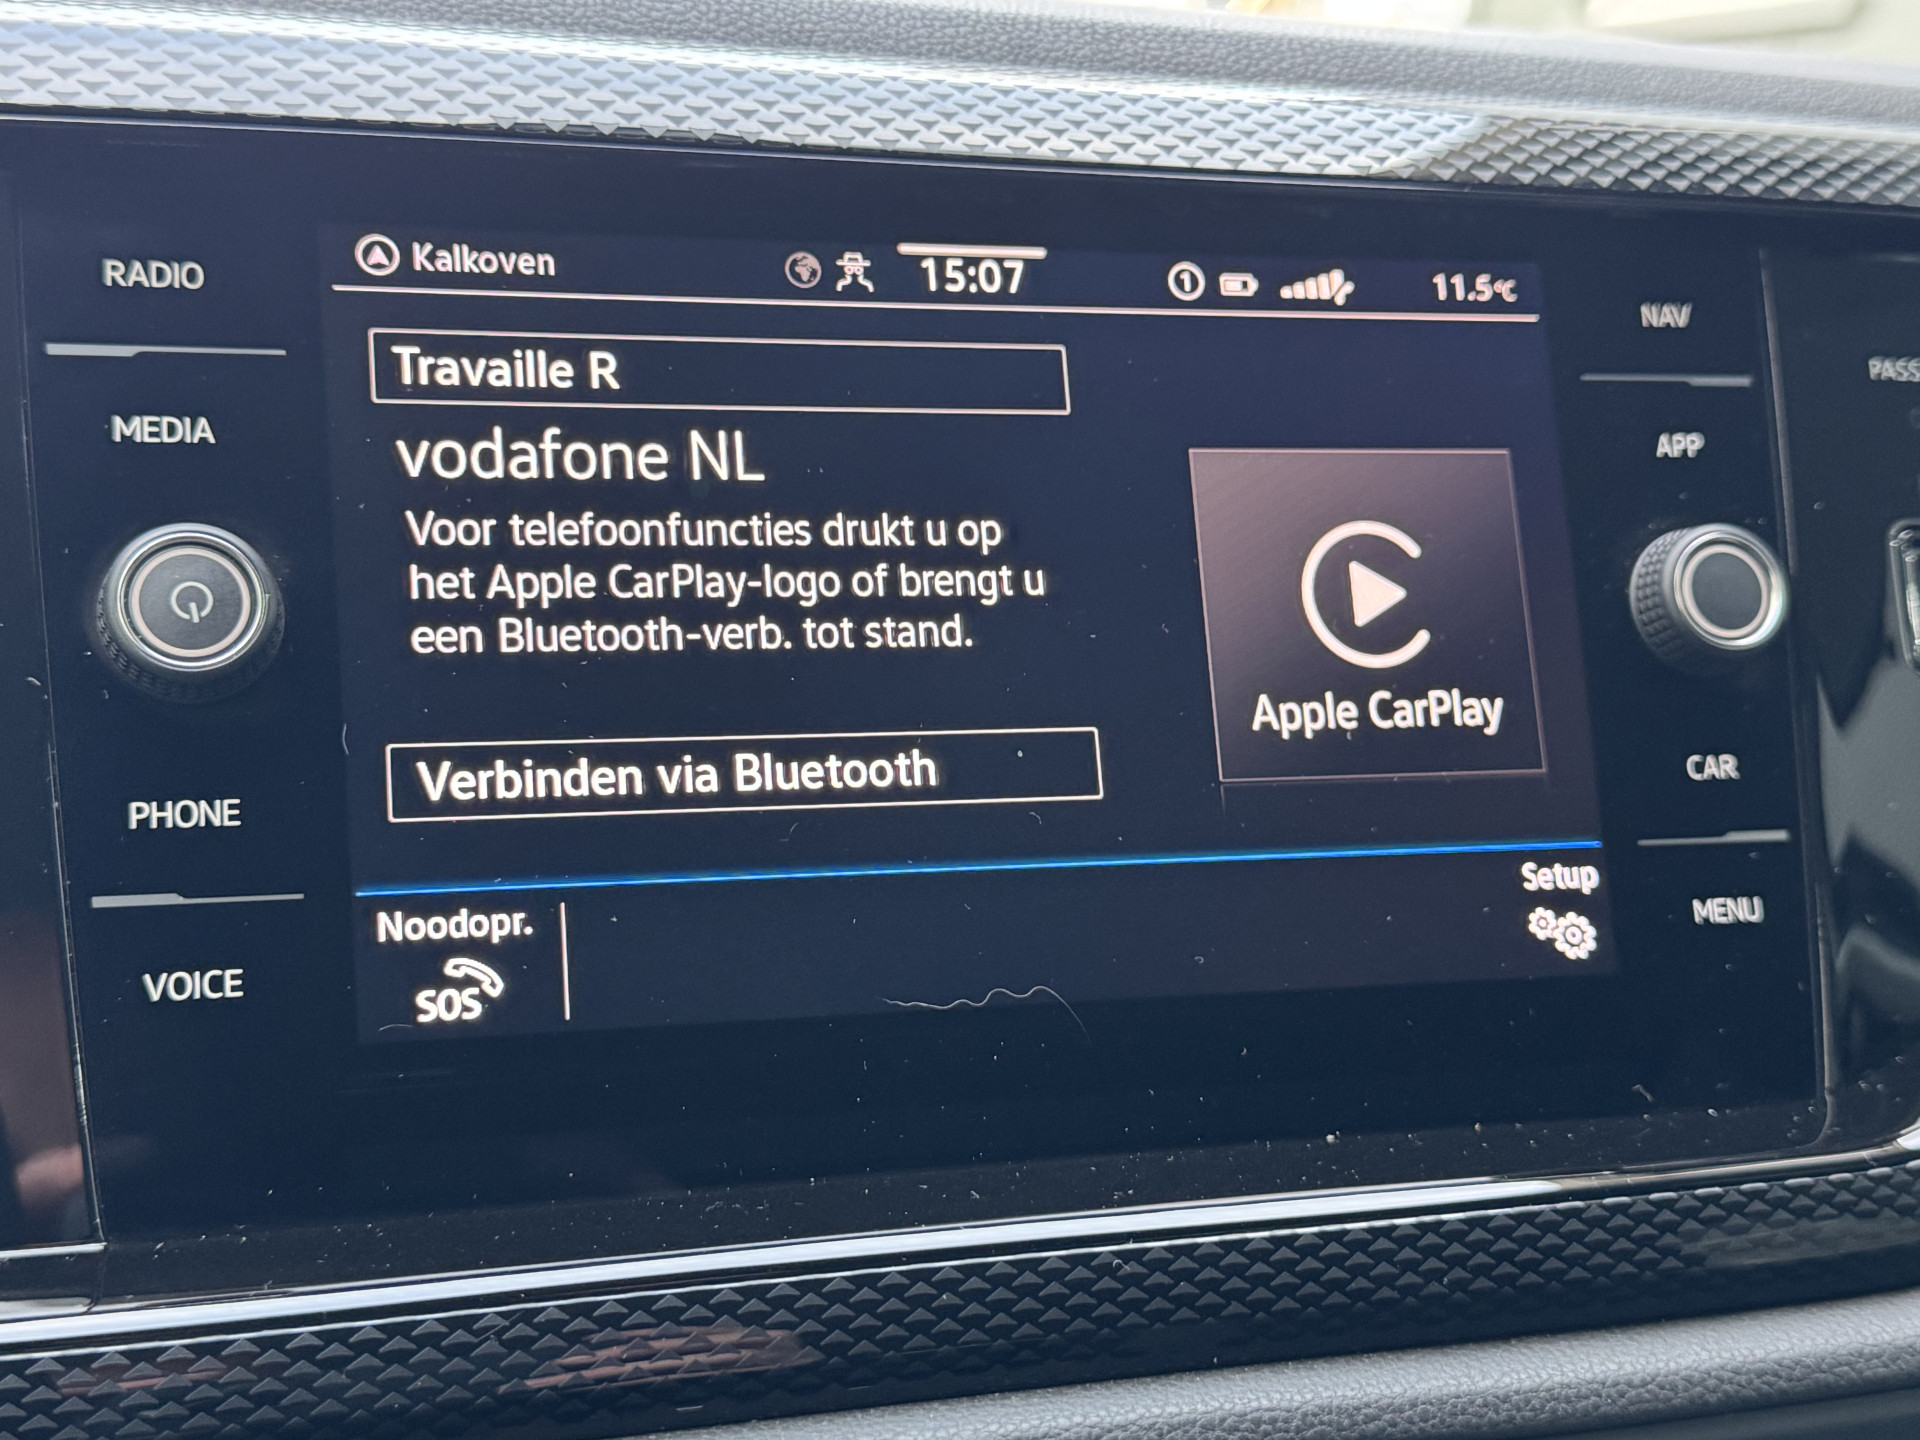 RADIO
MEDIA
PHONE
VOICE
Kalkoven
15:07
1
11.5°C
Travaille R
vodafone NL
Voor telefoonfuncties drukt u op
het Apple CarPlay-logo of brengt u
een Bluetooth-verb. tot stand.
Verbinden via Bluetooth
Apple CarPlay
Noodopr.
SOS
Setup
NAV
APP
CAR
MENU
PASS